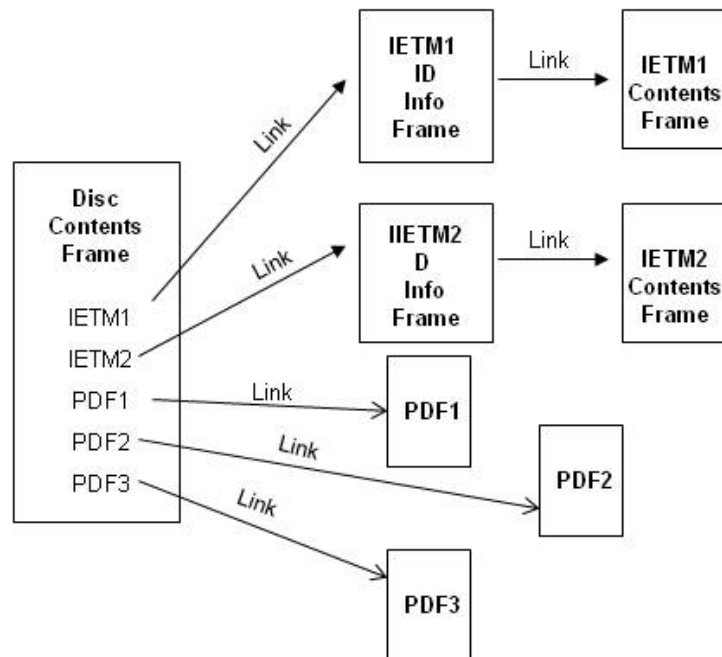 Disc
Contents
Frame
IETM1
IETM2
PDF1
PDF2
PDF3
Link
IETM1
ID
Info
Frame
Link
IETM1
Contents
Frame
Link
IIETM2
D
Info
Frame
Link
IETM2
Contents
Frame
Link
PDF1
Link
PDF2
Link
PDF3